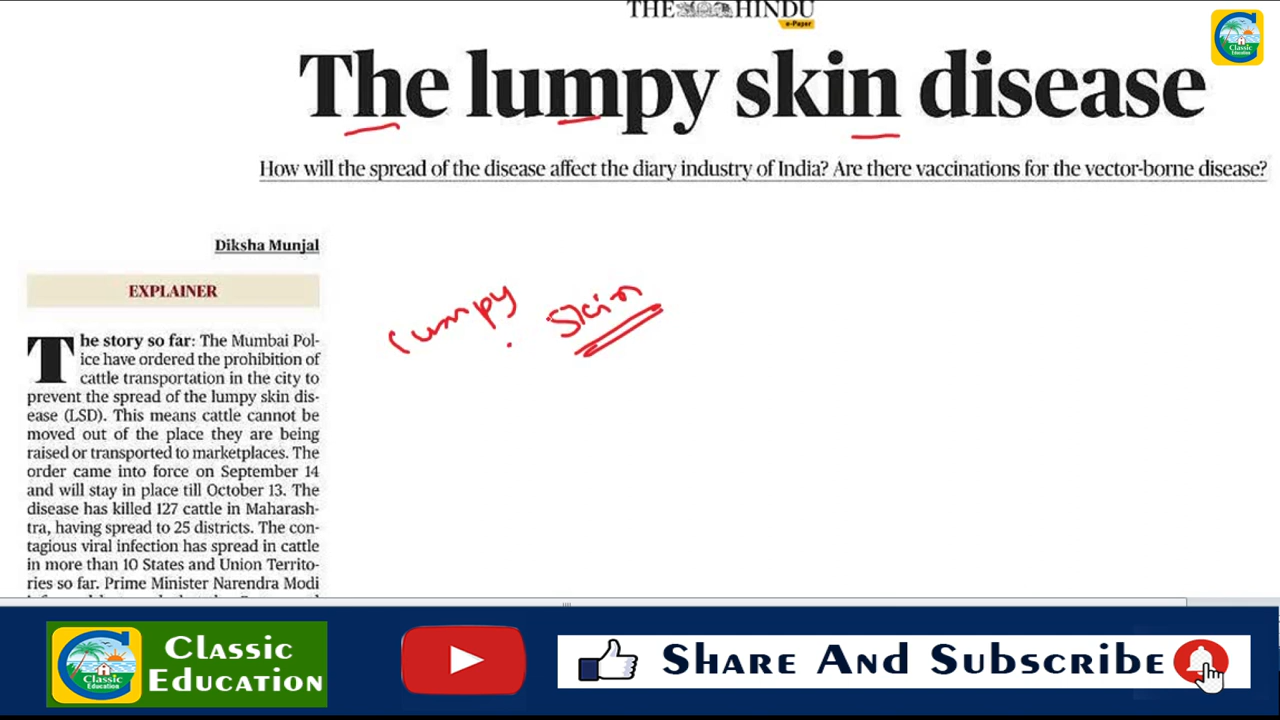 THE HINDU
e-Paper
Classic
Education
The lumpy skin disease
How will the spread of the disease affect the diary industry of India? Are there vaccinations for the vector-borne disease?
Diksha Munjal
EXPLAINER
The story so far: The Mumbai Pol-
ice have ordered the prohibition of
cattle transportation in the city to
prevent the spread of the lumpy skin dis-
ease (LSD). This means cattle cannot be
moved out of the place they are being
raised or transported to marketplaces. The
order came into force on September 14
and will stay in place till October 13. The
disease has killed 127 cattle in Maharash-
tra, having spread to 25 districts. The con-
tagious viral infection has spread in cattle
in more than 10 States and Union Territo-
ries so far. Prime Minister Narendra Modi
Lumpy Skin
Classic
Education
Classic
Education
Share And Subscribe